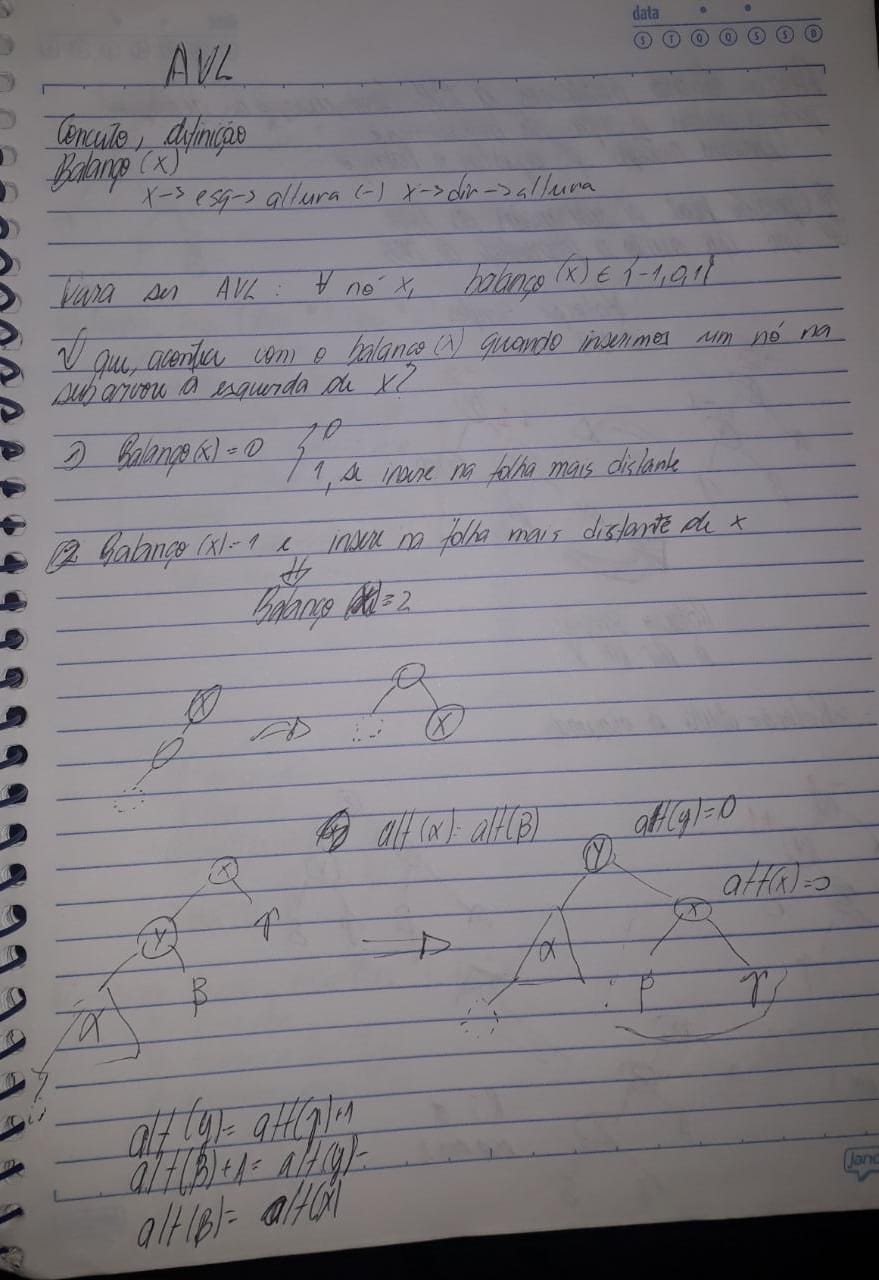 data
S T Q Q S S D
AVL
Conceito, definição
Balanço (x)
x -> esq -> altura (-) x -> dir -> altura
Para ser AVL: ∀ nó x, balanço (x) ∈ {-1,0,1}
O que, acontece com o balanço (x) quando inserimos um nó na
subarvore à esquerda de x?
1) Balanço (x) = 0 { 0
1, se insere na folha mais distante
2. Balanço (x) = 1 e insere na folha mais distante de x
⇓
Balanço (x) = 2
x
x
alt (α) = alt (β)
alt (y) = 0
x
y
alt (x) = 0
y
x
γ
α
β
α
β
γ
alt (y) = alt (γ) + 1
alt (β) + 1 = alt (y) =
alt (β) =
Jand